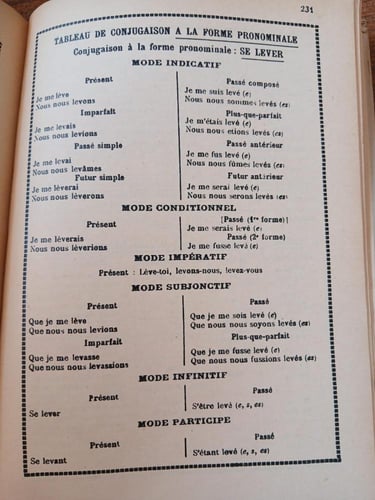 231
TABLEAU DE CONJUGAISON A LA FORME PRONOMINALE
Conjugaison à la forme pronominale : SE LEVER
MODE INDICATIF
Présent
Je me lève
Nous nous levons
Passé composé
Je me suis levé (e)
Nous nous sommes levés (es)
Imparfait
Je me levais
Nous nous levions
Plus-que-parfait
Je m'étais levé (e)
Nous nous etions levés (es)
Passé simple
Je me levai
Nous nous levâmes
Passé antérieur
Je me fus levé (e)
Nous nous fûmes levés (es)
Futur simple
Je me lèverai
Nous nous lèverons
Futur antérieur
Je me serai levé (e)
Nous nous serons levés (es)
MODE CONDITIONNEL
Présent
Je me lèverais
Nous nous lèverions
[Passé (1re forme)]
Je me serais levé (e)
Passé (2e forme)
Je me fusse levé (e)
MODE IMPÉRATIF
Présent : Lève-toi, levons-nous, levez-vous
MODE SUBJONCTIF
Présent
Que je me lève
Que nous nous levions
Passé
Que je me sois levé (e)
Que nous nous soyons levés (es)
Imparfait
Que je me levasse
Que nous nous levassions
Plus-que-parfait
Que je me fusse levé (e)
Que nous nous fussions levés (es)
MODE INFINITIF
Présent
Se lever
Passé
S'être levé (e, s, es)
MODE PARTICIPE
Présent
Se levant
Passé
S'étant levé (e, s, es)